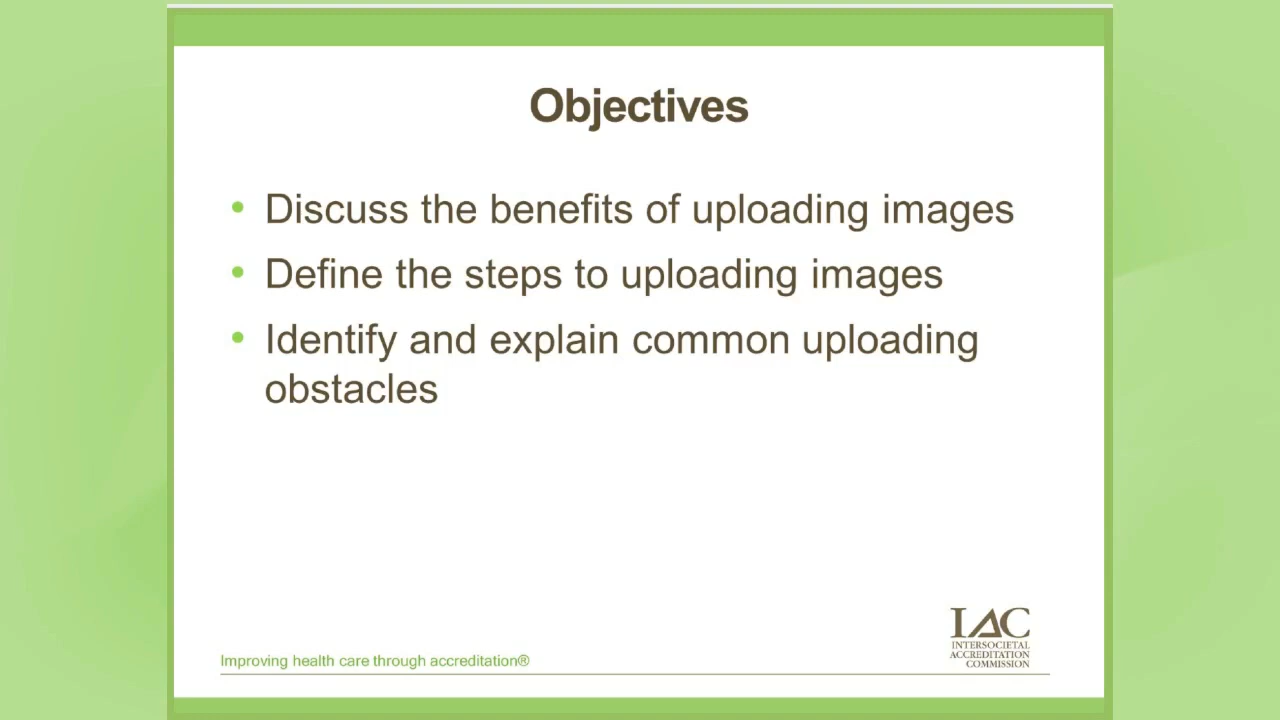 Objectives
• Discuss the benefits of uploading images
• Define the steps to uploading images
• Identify and explain common uploading
obstacles
IAC
INTERSOCIETAL
ACCREDITATION
COMMISSION
Improving health care through accreditation®